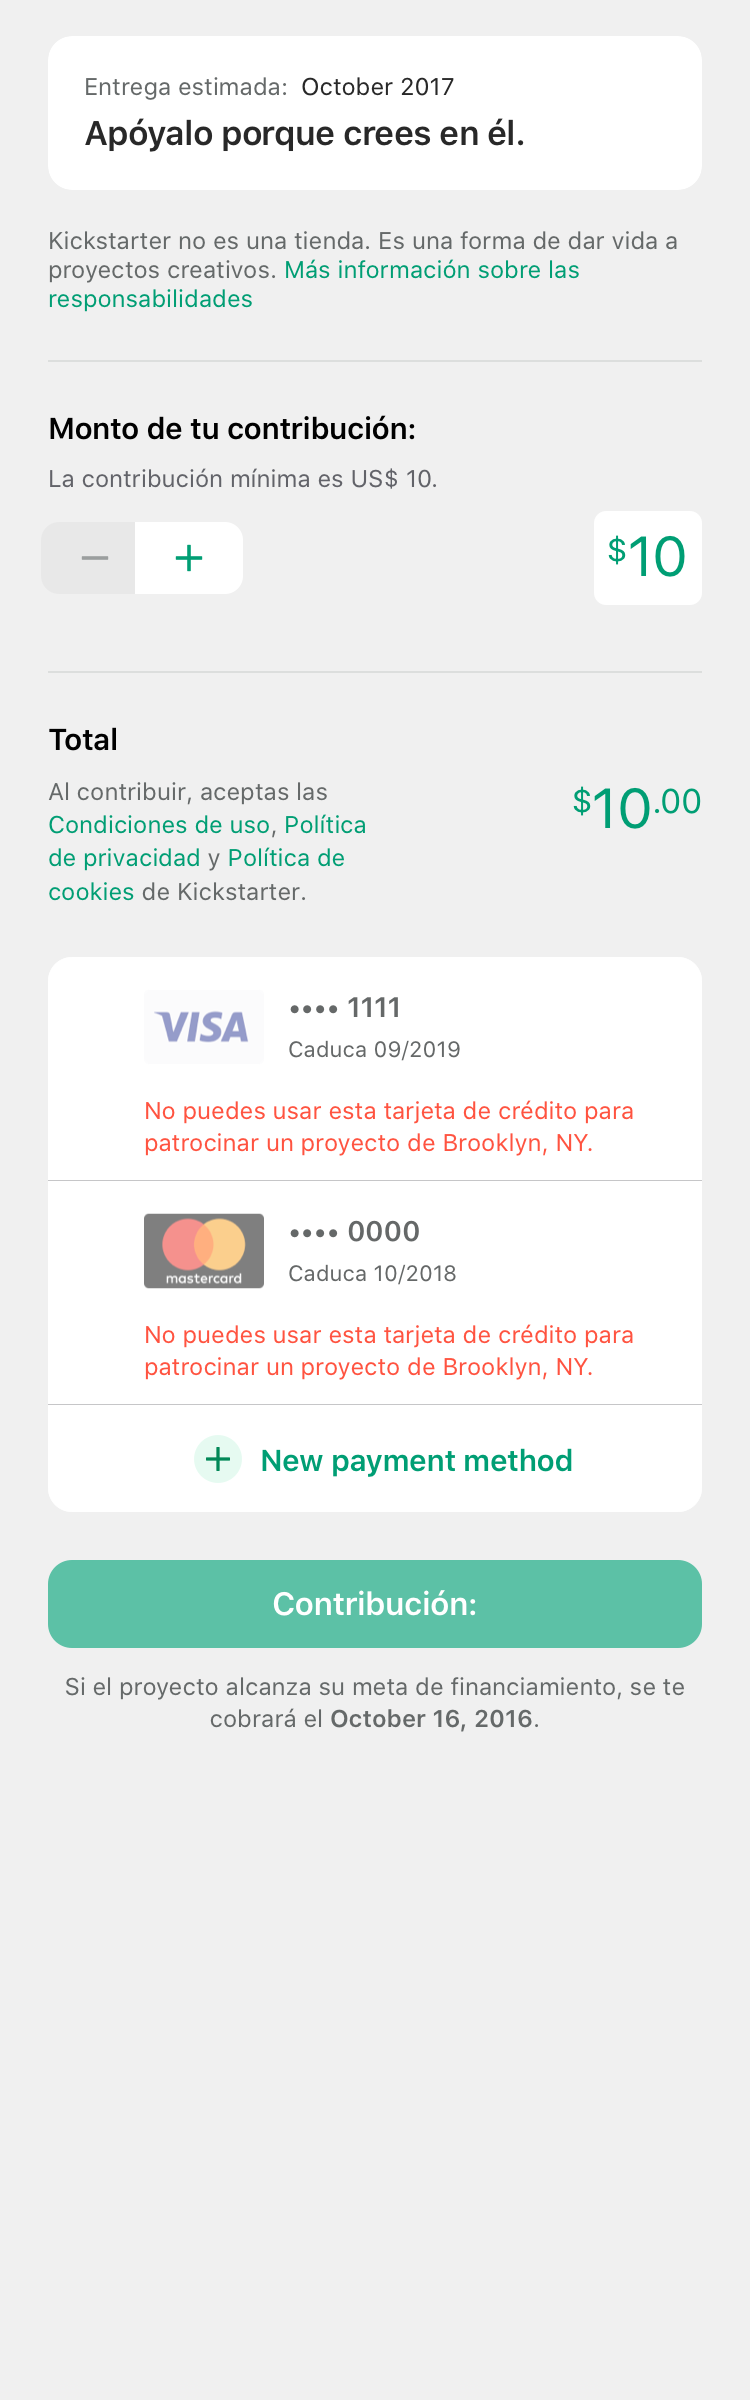 Entrega estimada: October 2017
Apóyalo porque crees en él.
Kickstarter no es una tienda. Es una forma de dar vida a
proyectos creativos. Más información sobre las
responsabilidades
Monto de tu contribución:
La contribución mínima es US$ 10.
$10
Total
Al contribuir, aceptas las
Condiciones de uso, Política
de privacidad y Política de
cookies de Kickstarter.
$10.00
VISA
•••• 1111
Caduca 09/2019
No puedes usar esta tarjeta de crédito para
patrocinar un proyecto de Brooklyn, NY.
mastercard
•••• 0000
Caduca 10/2018
No puedes usar esta tarjeta de crédito para
patrocinar un proyecto de Brooklyn, NY.
New payment method
Contribución:
Si el proyecto alcanza su meta de financiamiento, se te
cobrará el October 16, 2016.